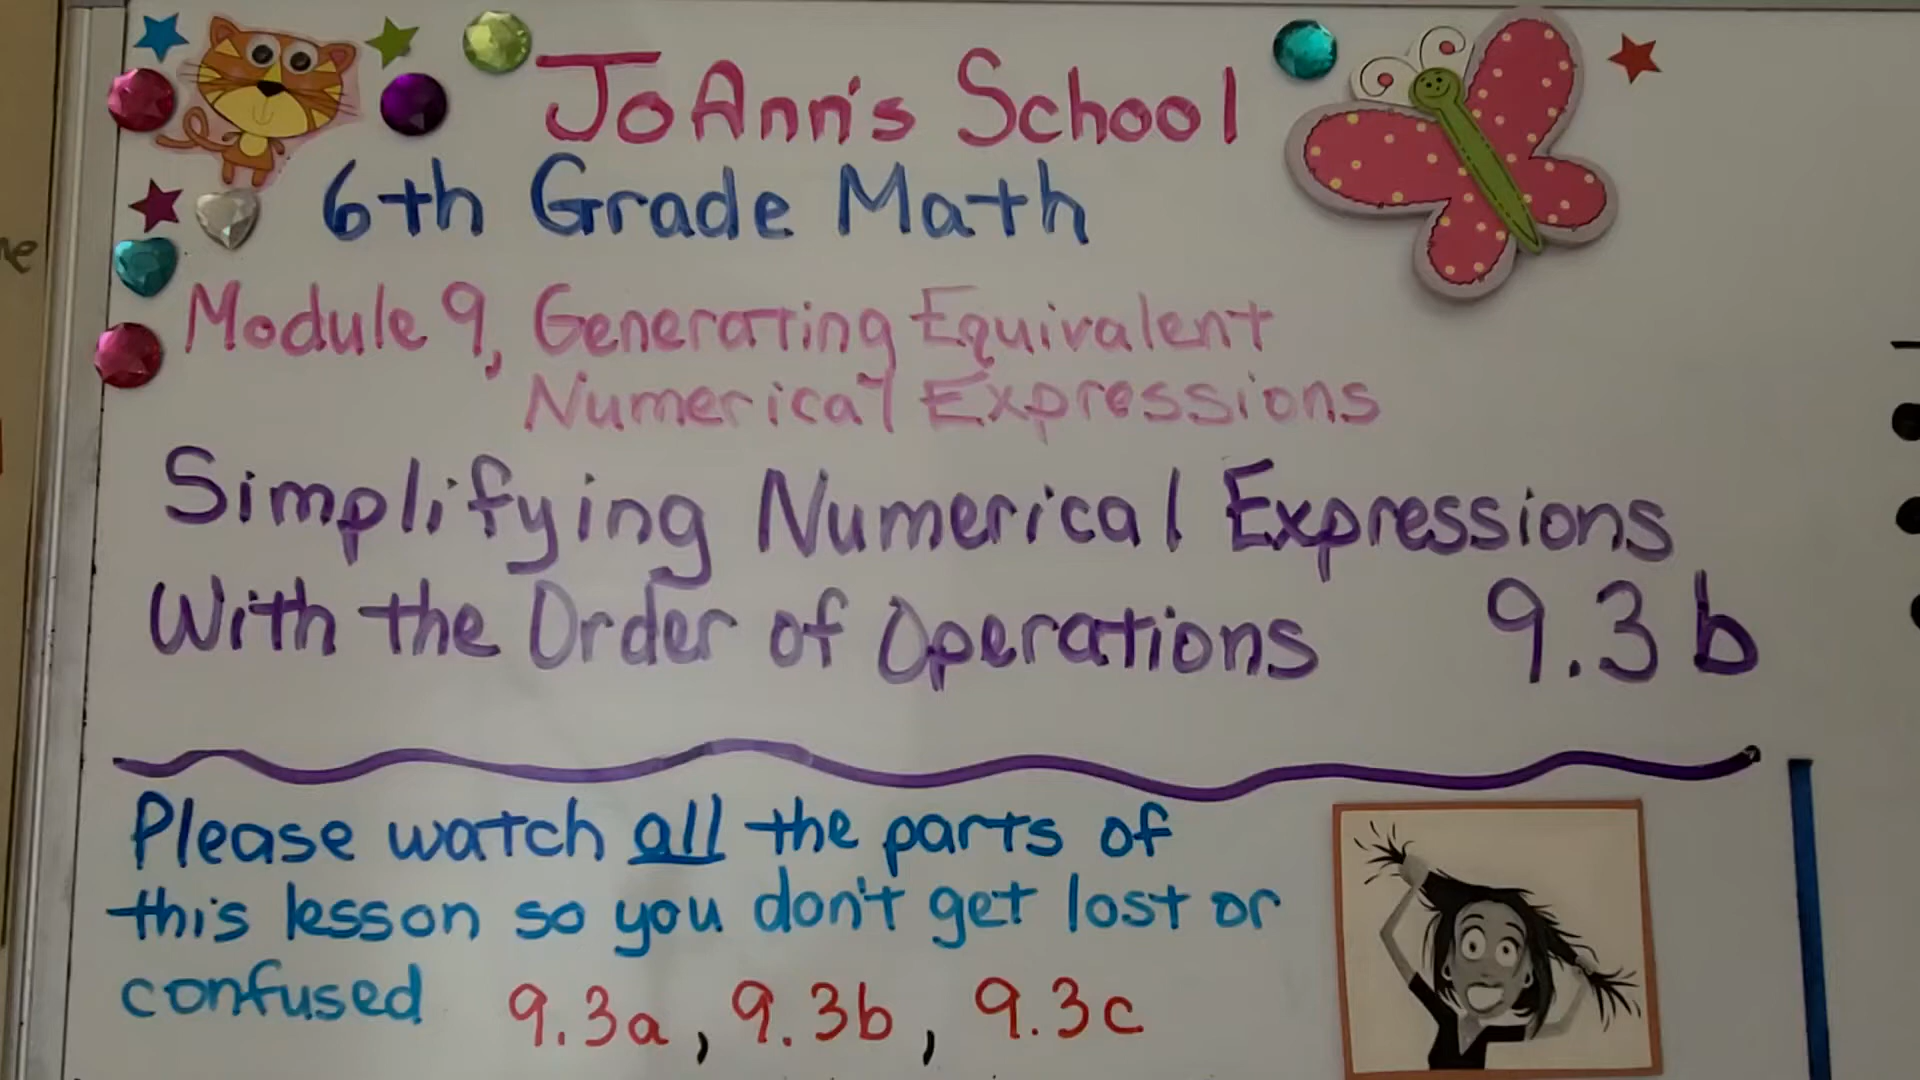 JoAnn's School
6th Grade Math
Module 9, Generating Equivalent
Numerical Expressions
Simplifying Numerical Expressions
With the Order of Operations 9.3b
Please watch all the parts of
this lesson so you don't get lost or
confused 9.3a, 9.3b, 9.3c